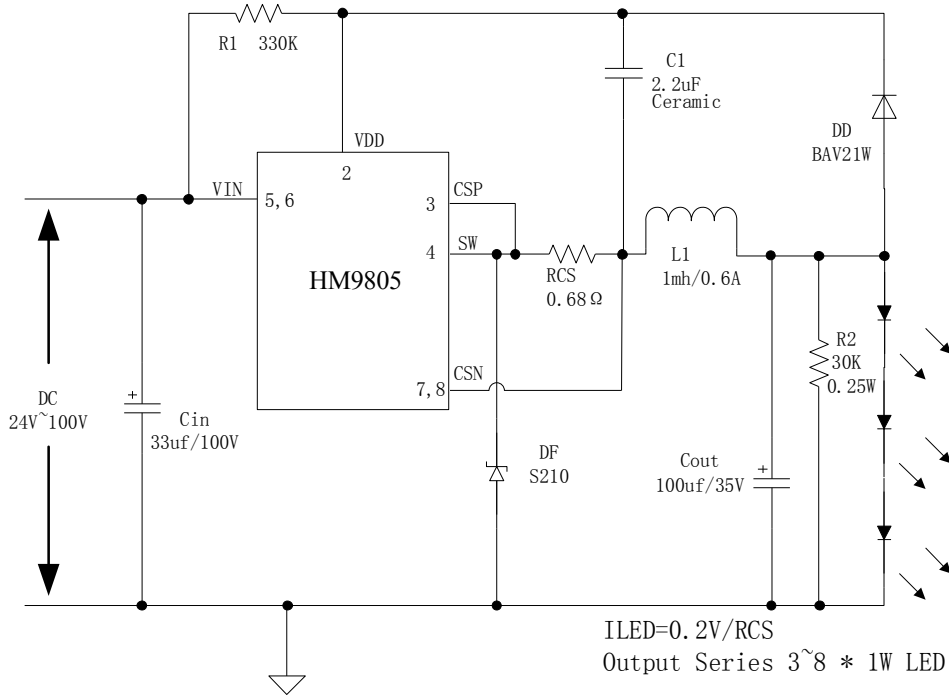 R1 330K
C1
2.2uF
Ceramic
DD
BAV21W
VDD
2
VIN
5,6
3
CSP
4
SW
HM9805
RCS
0.68Ω
L1
1mh/0.6A
7,8
CSN
R2
30K
0.25W
DC
24V~100V
Cin
33uf/100V
+
DF
S210
Cout
100uf/35V
+
ILED=0.2V/RCS
Output Series 3~8 * 1W LED